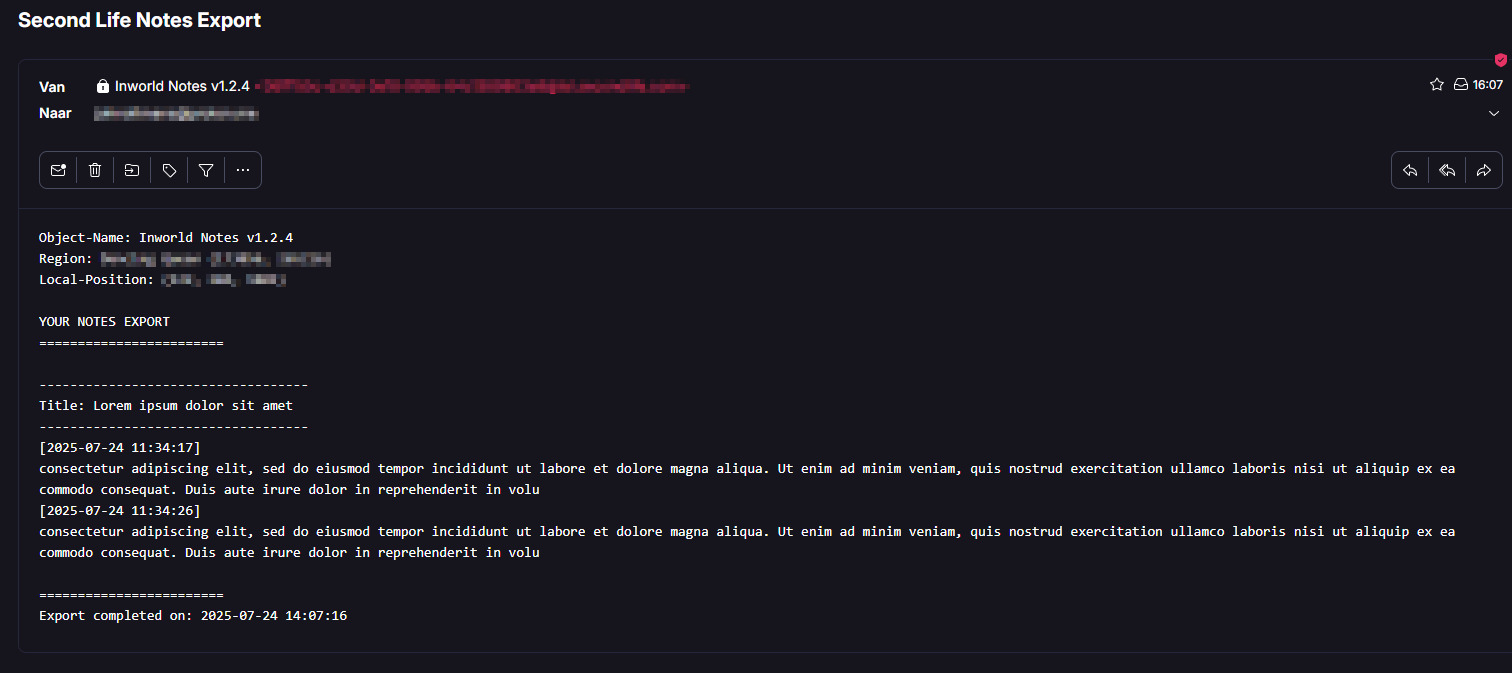 Second Life Notes Export
Van Inworld Notes v1.2.4
16:07
Naar
Object-Name: Inworld Notes v1.2.4
Region:
Local-Position:
YOUR NOTES EXPORT
========================
-----------------------------------
Title: Lorem ipsum dolor sit amet
-----------------------------------
[2025-07-24 11:34:17]
consectetur adipiscing elit, sed do eiusmod tempor incididunt ut labore et dolore magna aliqua. Ut enim ad minim veniam, quis nostrud exercitation ullamco laboris nisi ut aliquip ex ea
commodo consequat. Duis aute irure dolor in reprehenderit in volu
[2025-07-24 11:34:26]
consectetur adipiscing elit, sed do eiusmod tempor incididunt ut labore et dolore magna aliqua. Ut enim ad minim veniam, quis nostrud exercitation ullamco laboris nisi ut aliquip ex ea
commodo consequat. Duis aute irure dolor in reprehenderit in volu
========================
Export completed on: 2025-07-24 14:07:16